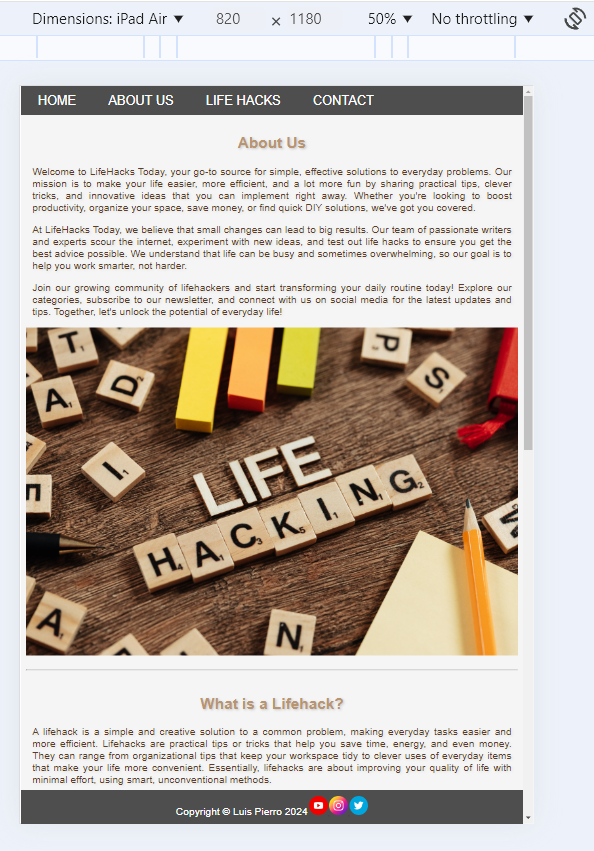 Dimensions: iPad Air ▼ 820 × 1180 50% ▼ No throttling ▼
HOME ABOUT US LIFE HACKS CONTACT
About Us
Welcome to LifeHacks Today, your go-to source for simple, effective solutions to everyday problems. Our
mission is to make your life easier, more efficient, and a lot more fun by sharing practical tips, clever
tricks, and innovative ideas that you can implement right away. Whether you're looking to boost
productivity, organize your space, save money, or find quick DIY solutions, we've got you covered.
At LifeHacks Today, we believe that small changes can lead to big results. Our team of passionate writers
and experts scour the internet, experiment with new ideas, and test out life hacks to ensure you get the
best advice possible. We understand that life can be busy and sometimes overwhelming, so our goal is to
help you work smarter, not harder.
Join our growing community of lifehackers and start transforming your daily routine today! Explore our
categories, subscribe to our newsletter, and connect with us on social media for the latest updates and
tips. Together, let's unlock the potential of everyday life!
T
P
A
D
S
I
LIFE
HACKING
A
N
What is a Lifehack?
A lifehack is a simple and creative solution to a common problem, making everyday tasks easier and
more efficient. Lifehacks are practical tips or tricks that help you save time, energy, and even money.
They can range from organizational tips that keep your workspace tidy to clever uses of everyday items
that make your life more convenient. Essentially, lifehacks are about improving your quality of life with
minimal effort, using smart, unconventional methods.
Copyright © Luis Pierro 2024